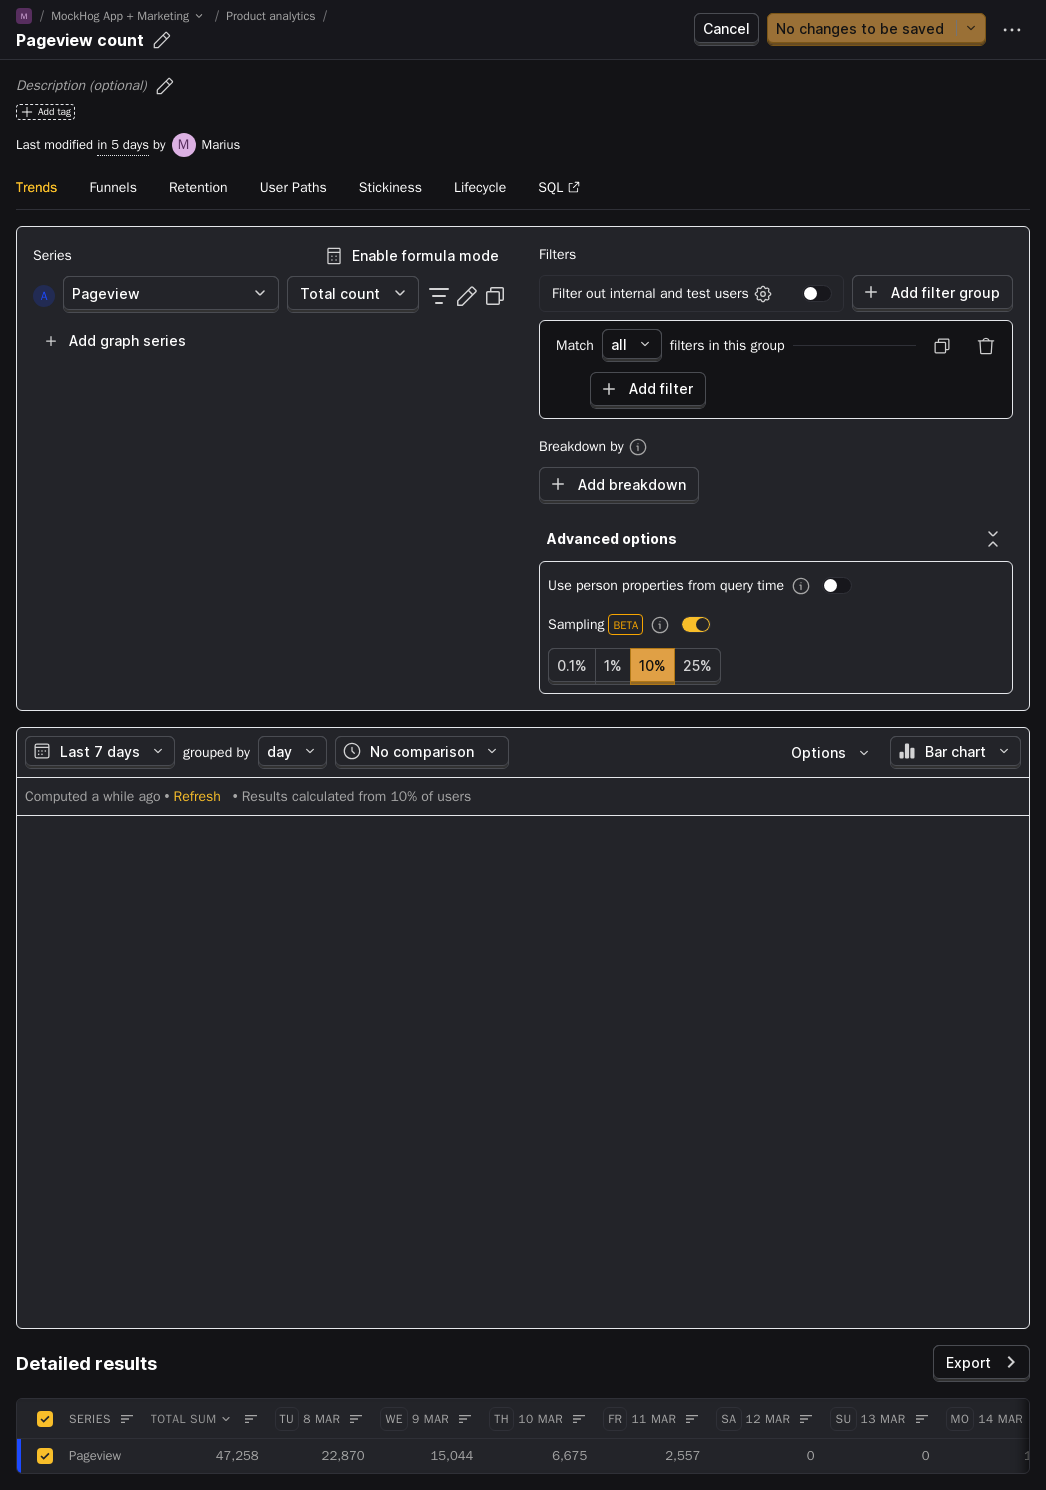 M / MockHog App + Marketing / Product analytics /
Pageview count
Cancel
No changes to be saved
Description (optional)
Add tag
Last modified in 5 days by M Marius
Trends Funnels Retention User Paths Stickiness Lifecycle SQL
Series
Enable formula mode
A Pageview Total count
Add graph series
Filters
Filter out internal and test users
Add filter group
Match all filters in this group
Add filter
Breakdown by
Add breakdown
Advanced options
Use person properties from query time
Sampling BETA
0.1% 1% 10% 25%
Last 7 days grouped by day No comparison Options Bar chart
Computed a while ago • Refresh • Results calculated from 10% of users
Detailed results
Export
SERIES TOTAL SUM TU 8 MAR WE 9 MAR TH 10 MAR FR 11 MAR SA 12 MAR SU 13 MAR MO 14 MAR
Pageview 47,258 22,870 15,044 6,675 2,557 0 0